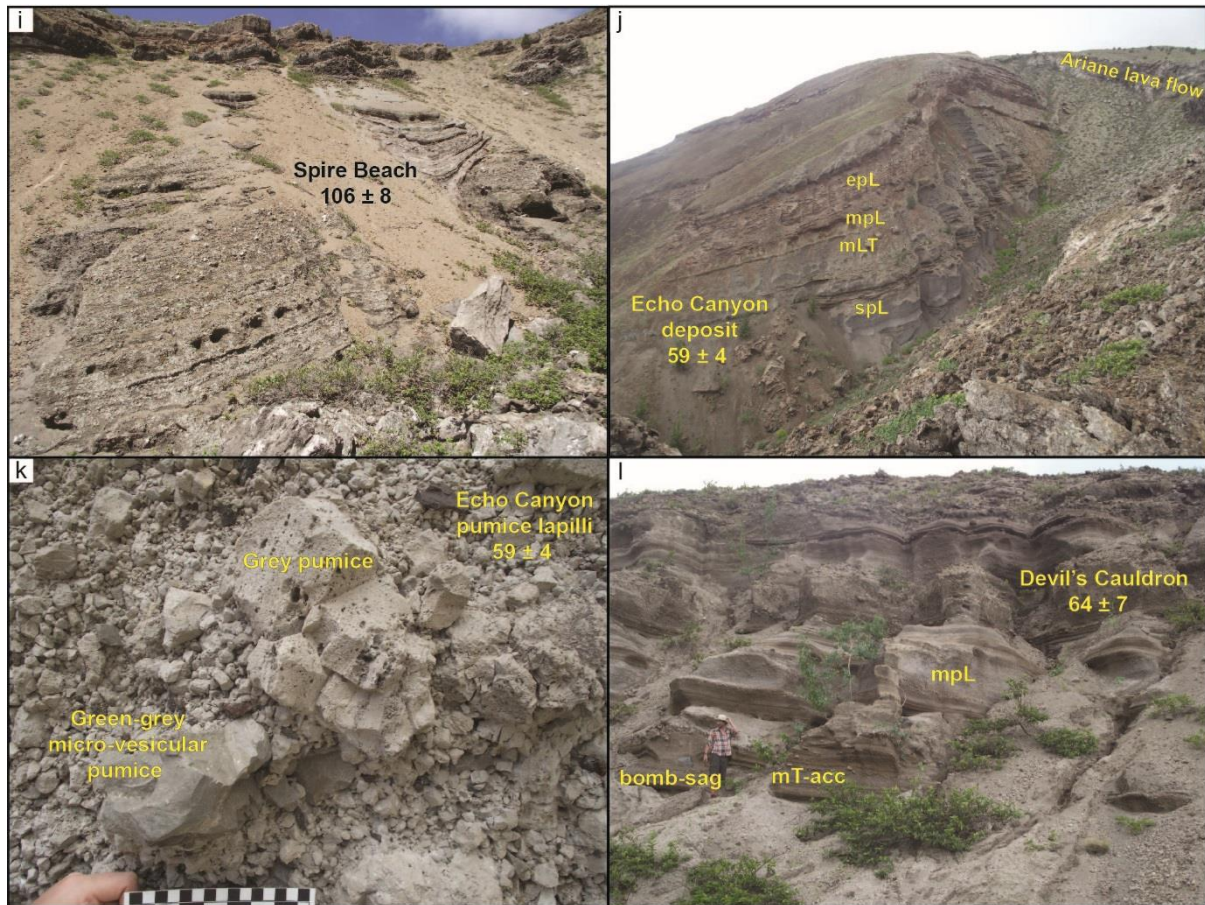 i
Spire Beach
106 ± 8
j
Ariane lava flow
epL
mpL
mLT
spL
Echo Canyon
deposit
59 ± 4
k
Echo Canyon
pumice lapilli
59 ± 4
Grey pumice
Green-grey
micro-vesicular
pumice
l
Devil's Cauldron
64 ± 7
mpL
bomb-sag
mT-acc